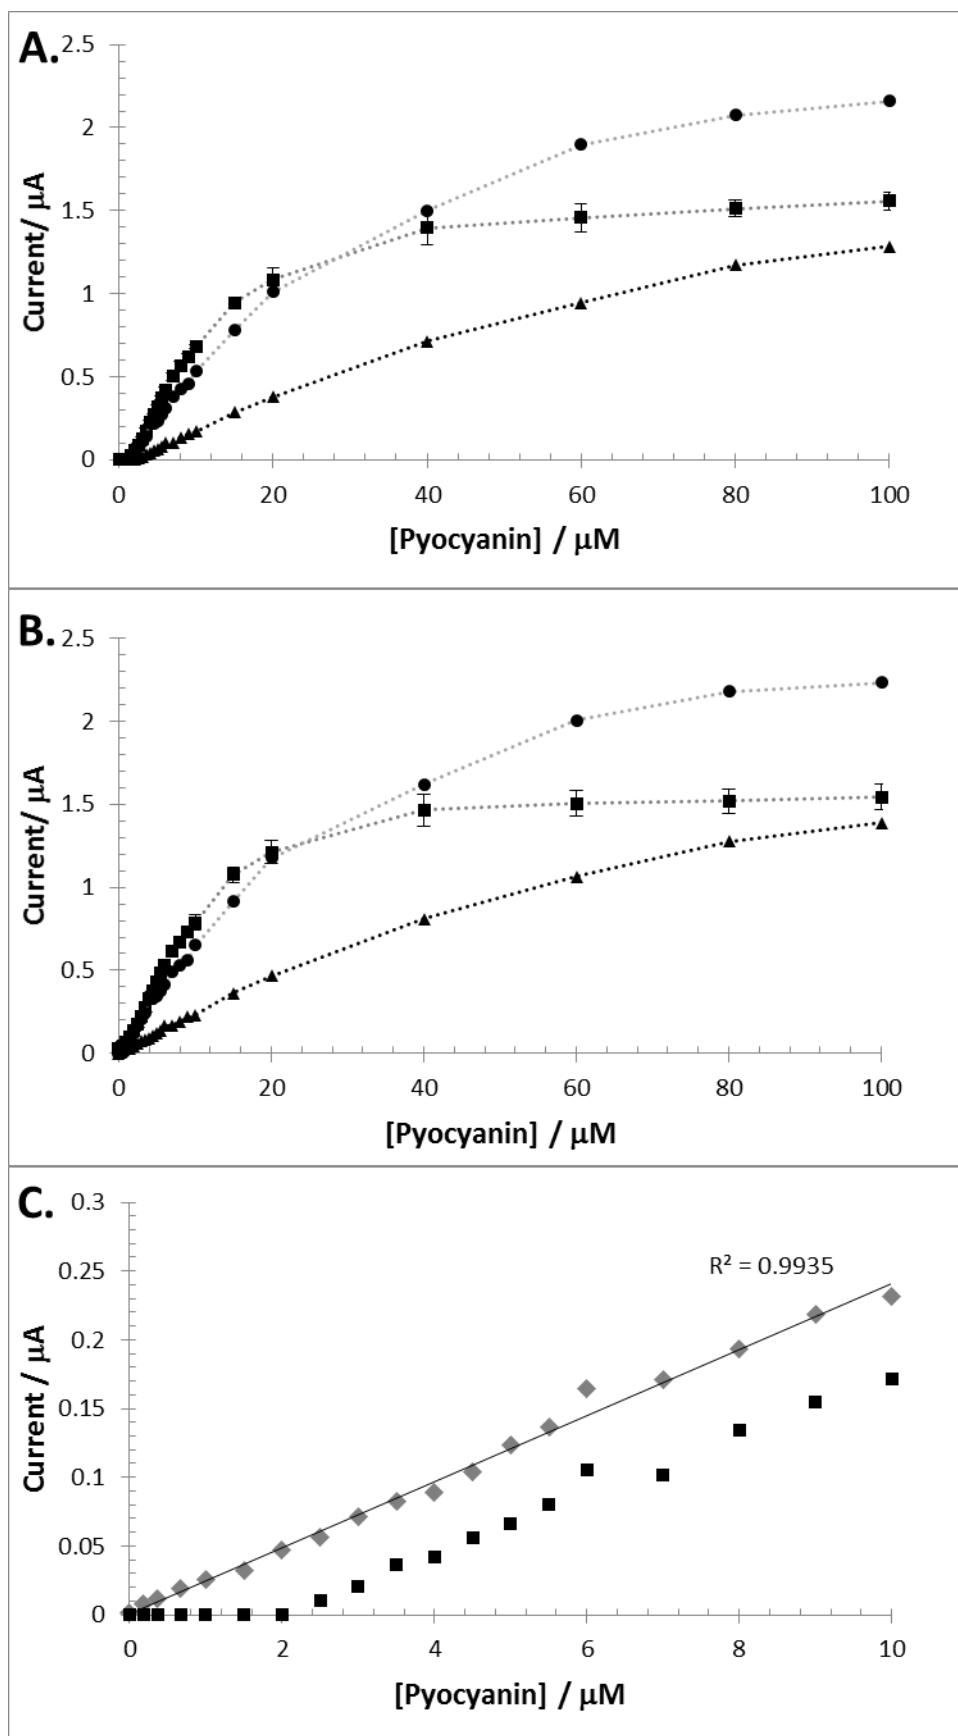 A.
2.5
2
1.5
1
0.5
0
Current/ μA
0 20 40 60 80 100
[Pyocyanin] / μM
B.
2.5
2
1.5
1
0.5
0
Current/ μA
0 20 40 60 80 100
[Pyocyanin] / μM
C.
0.3
0.25
0.2
0.15
0.1
0.05
0
Current / μA
R² = 0.9935
0 2 4 6 8 10
[Pyocyanin] / μM